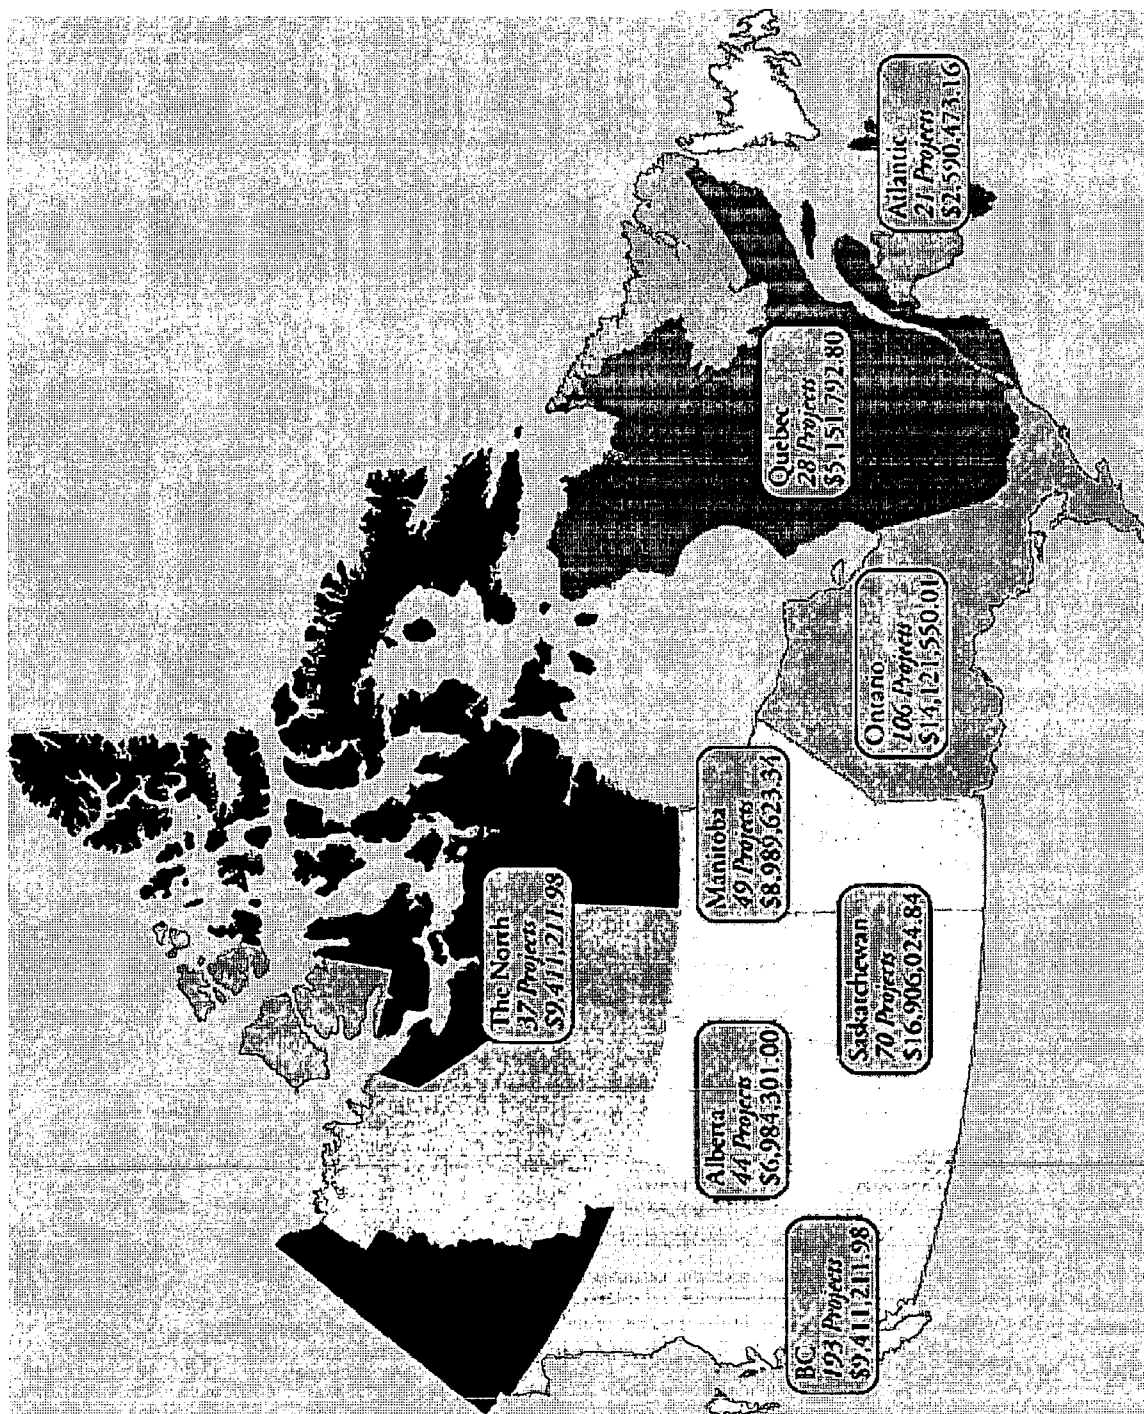 The North
37 Projects
$9,411,211.98
BC
193 Projects
$9,411,211.98
Alberta
44 Projects
$6,984,301.00
Saskatchewan
70 Projects
$16,906,024.84
Manitoba
49 Projects
$8,989,623.34
Ontario
106 Projects
$14,121,550.01
Quebec
28 Projects
$5,151,792.80
Atlantic
21 Projects
$2,590,473.16